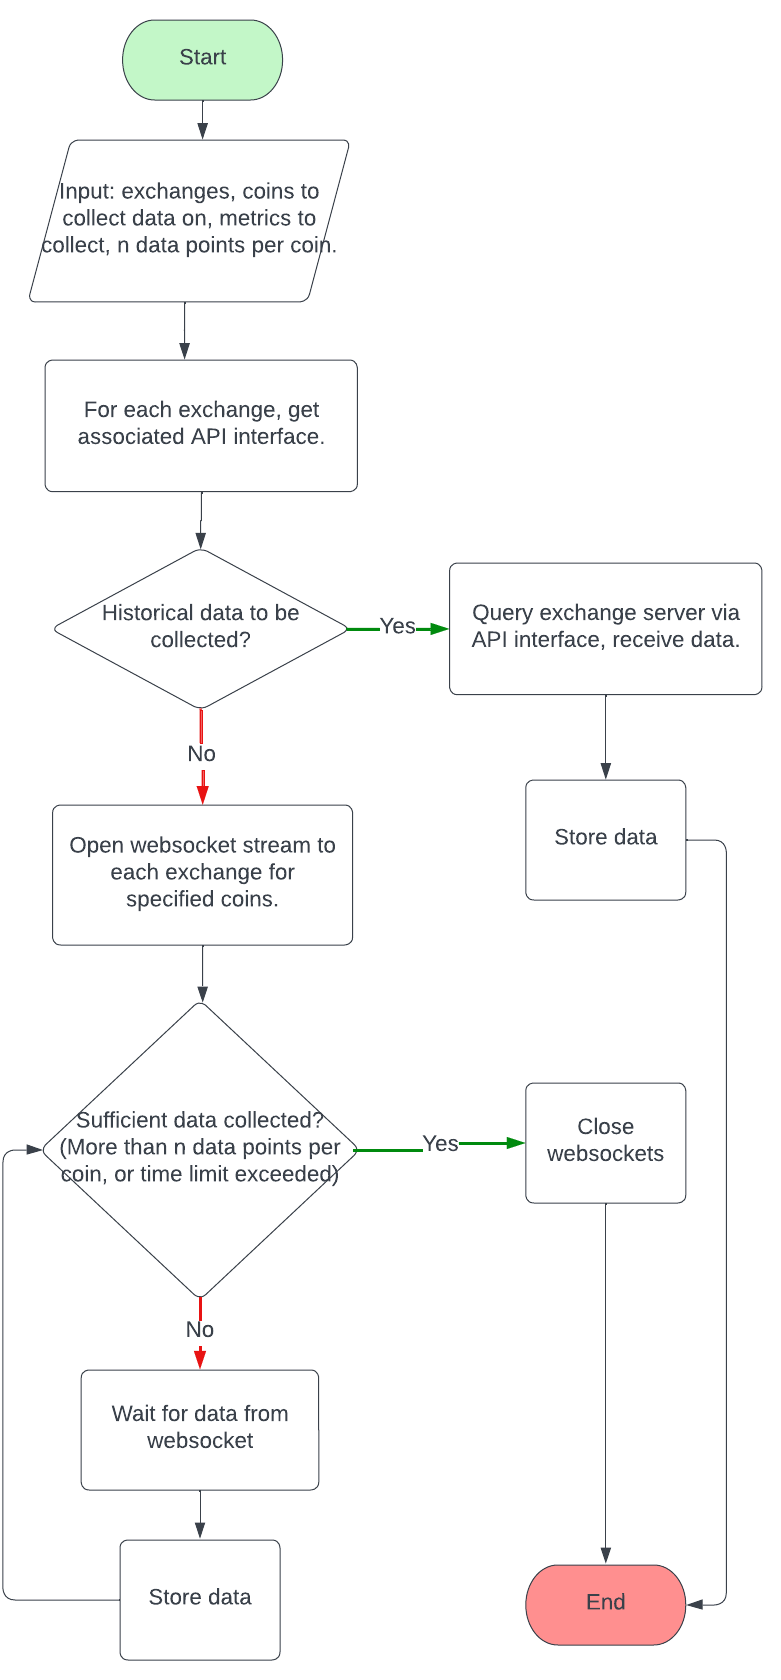 Start
Input: exchanges, coins to
collect data on, metrics to
collect, n data points per coin.
For each exchange, get
associated API interface.
Historical data to be
collected?
Yes
Query exchange server via
API interface, receive data.
No
Store data
Open websocket stream to
each exchange for
specified coins.
Sufficient data collected?
(More than n data points per
coin, or time limit exceeded)
Yes
Close
websockets
No
Wait for data from
websocket
Store data
End